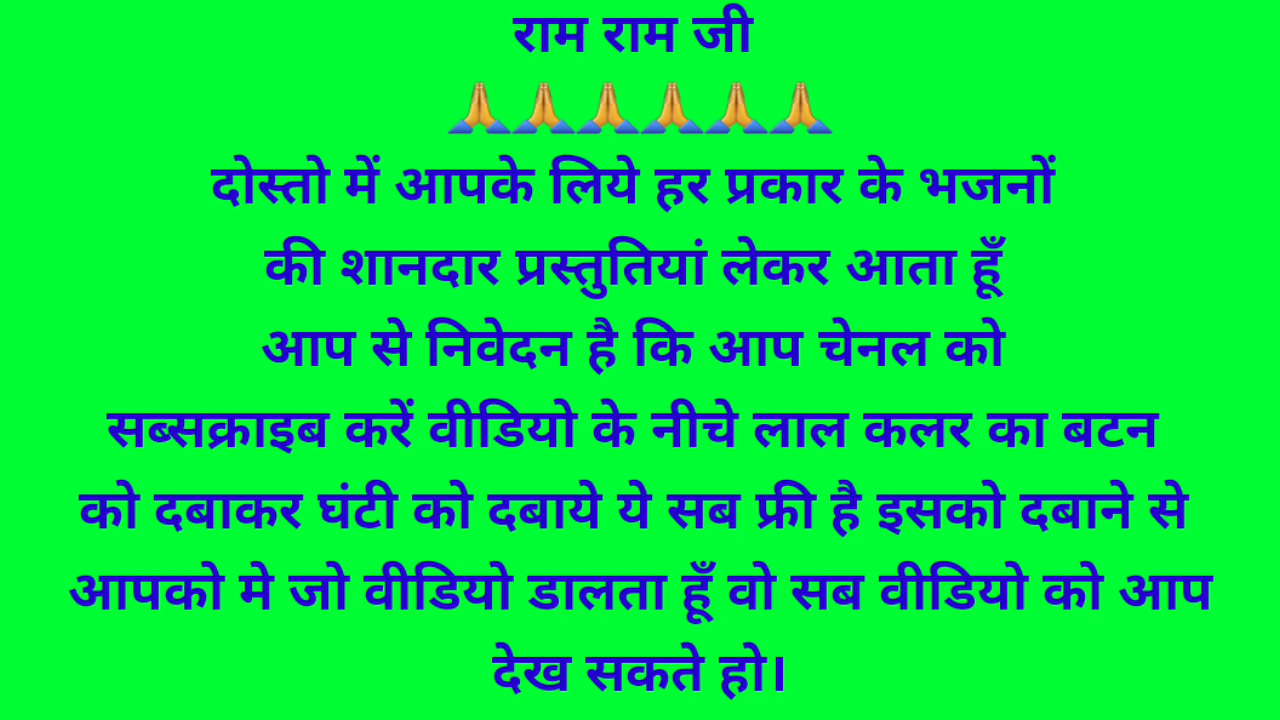 राम राम जी
🙏🙏🙏🙏🙏🙏
दोस्तो में आपके लिये हर प्रकार के भजनों
की शानदार प्रस्तुतियां लेकर आता हूँ
आप से निवेदन है कि आप चेनल को
सब्सक्राइब करें वीडियो के नीचे लाल कलर का बटन
को दबाकर घंटी को दबाये ये सब फ्री है इसको दबाने से
आपको मे जो वीडियो डालता हूँ वो सब वीडियो को आप
देख सकते हो।